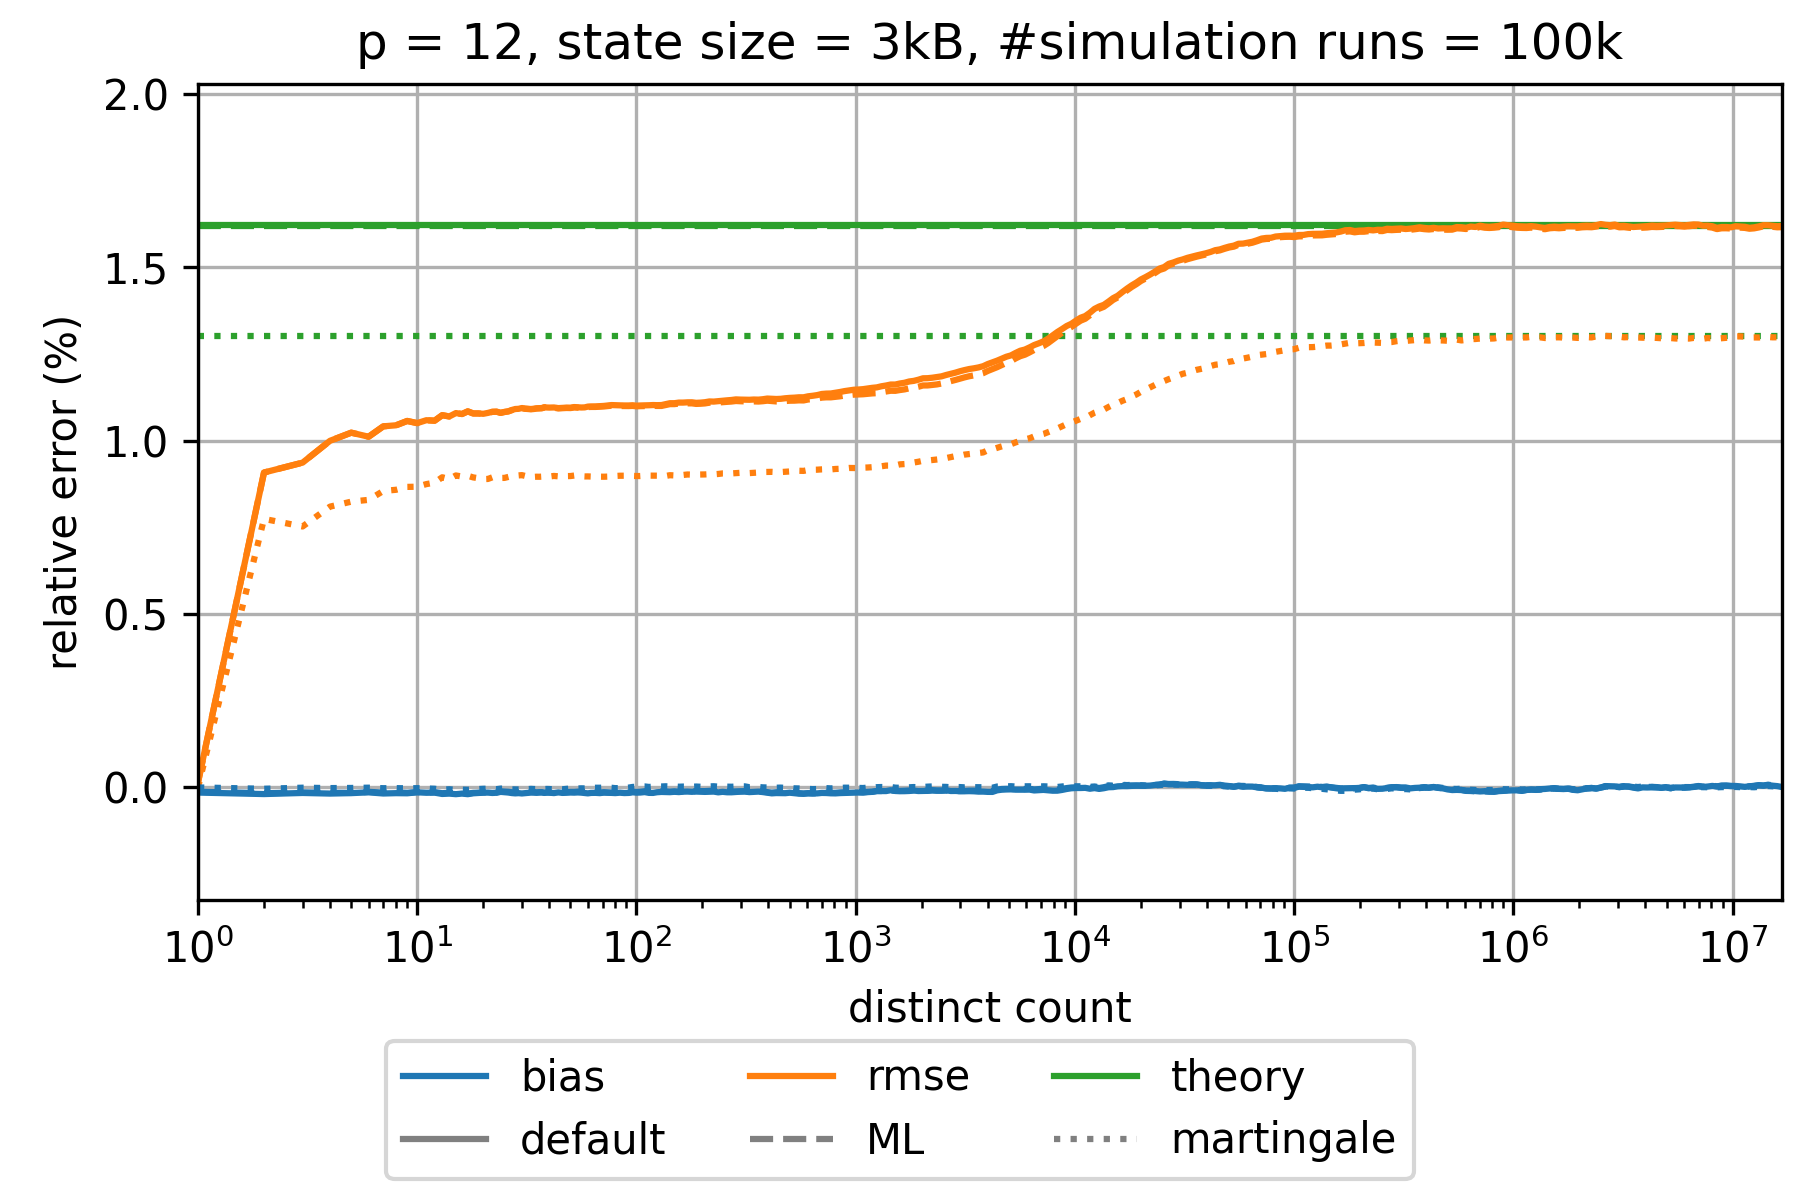 p = 12, state size = 3kB, #simulation runs = 100k
relative error (%)
2.0
1.5
1.0
0.5
0.0
10⁰ 10¹ 10² 10³ 10⁴ 10⁵ 10⁶ 10⁷
distinct count
bias rmse theory
default ML martingale